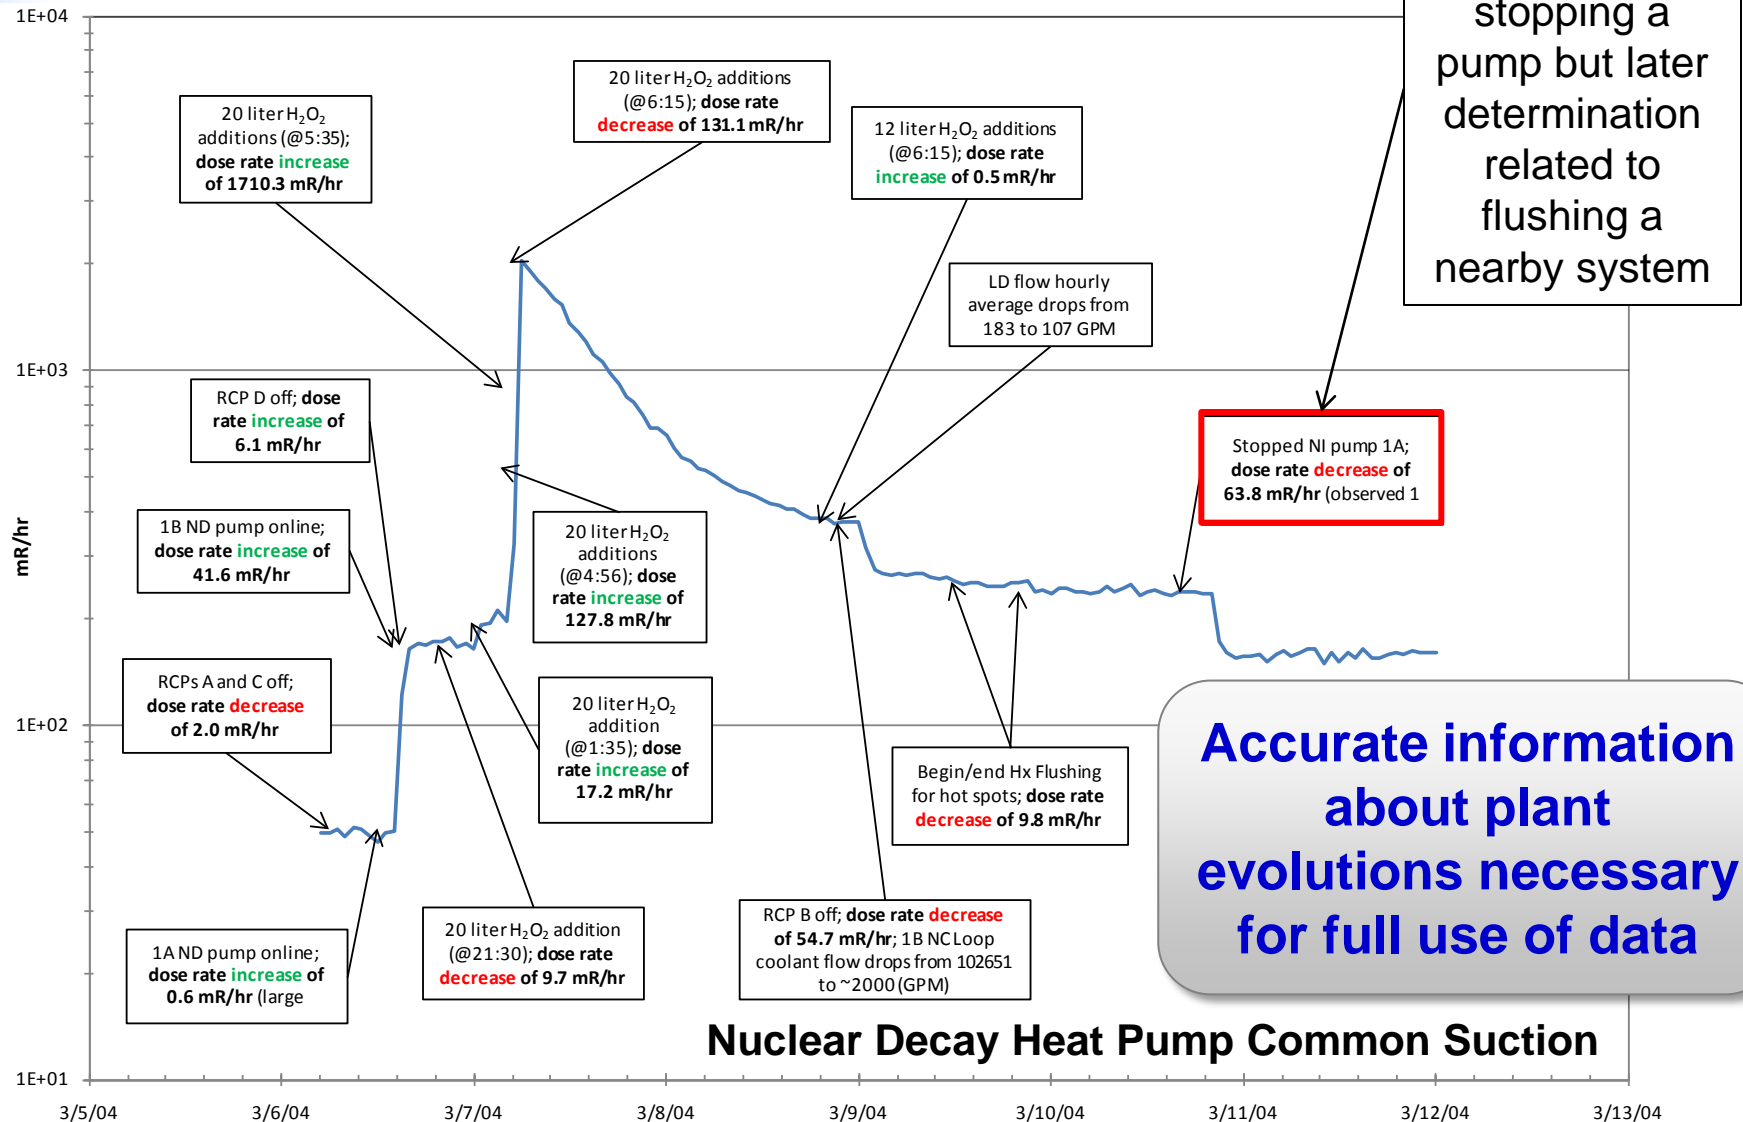 stopping a
pump but later
determination
related to
flushing a
nearby system
1E+04
1E+03
1E+02
1E+01
mR/hr
20 liter H₂O₂
additions (@5:35);
dose rate increase
of 1710.3 mR/hr
20 liter H₂O₂ additions
(@6:15); dose rate
decrease of 131.1 mR/hr
12 liter H₂O₂ additions
(@6:15); dose rate
increase of 0.5 mR/hr
LD flow hourly
average drops from
183 to 107 GPM
RCP D off; dose
rate increase of
6.1 mR/hr
Stopped NI pump 1A;
dose rate decrease of
63.8 mR/hr (observed 1
1B ND pump online;
dose rate increase of
41.6 mR/hr
20 liter H₂O₂
additions
(@4:56); dose
rate increase of
127.8 mR/hr
RCPs A and C off;
dose rate decrease
of 2.0 mR/hr
20 liter H₂O₂
addition
(@1:35); dose
rate increase of
17.2 mR/hr
Begin/end Hx Flushing
for hot spots; dose rate
decrease of 9.8 mR/hr
Accurate information
about plant
evolutions necessary
for full use of data
1A ND pump online;
dose rate increase of
0.6 mR/hr (large
20 liter H₂O₂ addition
(@21:30); dose rate
decrease of 9.7 mR/hr
RCP B off; dose rate decrease
of 54.7 mR/hr; 1B NC Loop
coolant flow drops from 102651
to ~2000 (GPM)
Nuclear Decay Heat Pump Common Suction
3/5/04 3/6/04 3/7/04 3/8/04 3/9/04 3/10/04 3/11/04 3/12/04 3/13/04